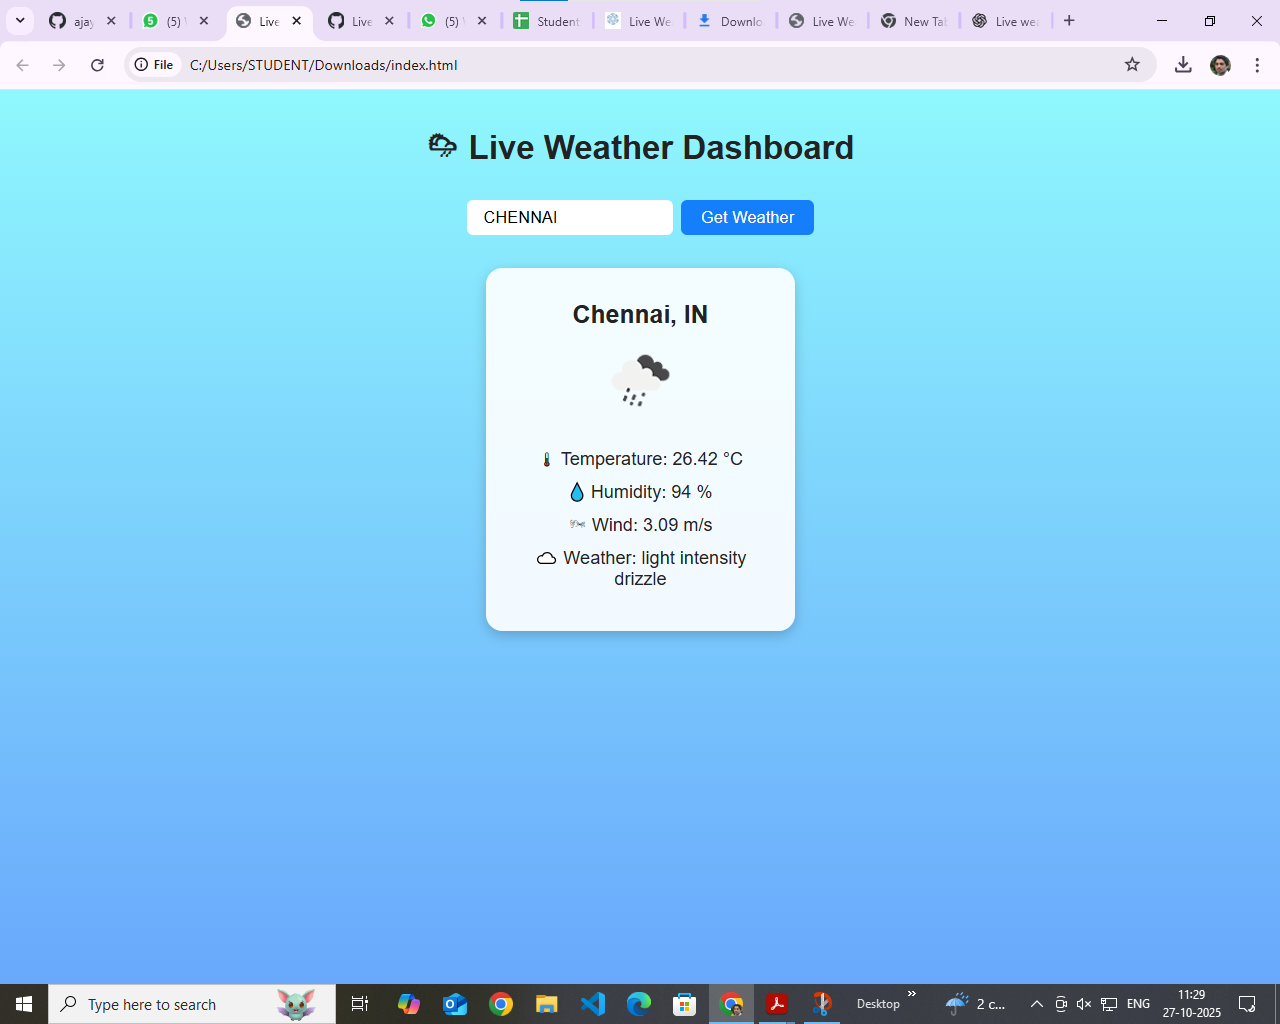 ajay
(5) W
Live
Live
(5) W
Student
Live We
Downlo
Live We
New Tab
Live wea
File
C:/Users/STUDENT/Downloads/index.html
Live Weather Dashboard
CHENNAI
Get Weather
Chennai, IN
Temperature: 26.42 °C
Humidity: 94 %
Wind: 3.09 m/s
Weather: light intensity
drizzle
Type here to search
Desktop
2 c...
ENG
11:29
27-10-2025